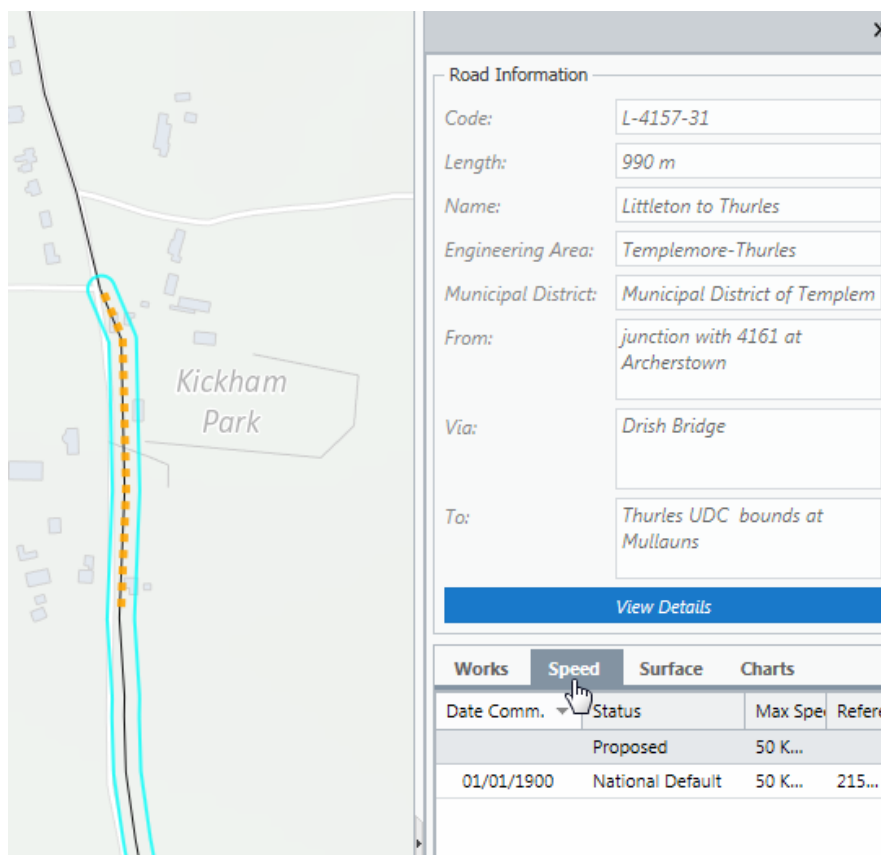 Kickham
Park
Road Information
Code: L-4157-31
Length: 990 m
Name: Littleton to Thurles
Engineering Area: Templemore-Thurles
Municipal District: Municipal District of Templem
From: junction with 4161 at
Archerstown
Via: Drish Bridge
To: Thurles UDC bounds at
Mullauns
View Details
Works Speed Surface Charts
Date Comm. Status Max Spe Refere
Proposed 50 K...
01/01/1900 National Default 50 K... 215...